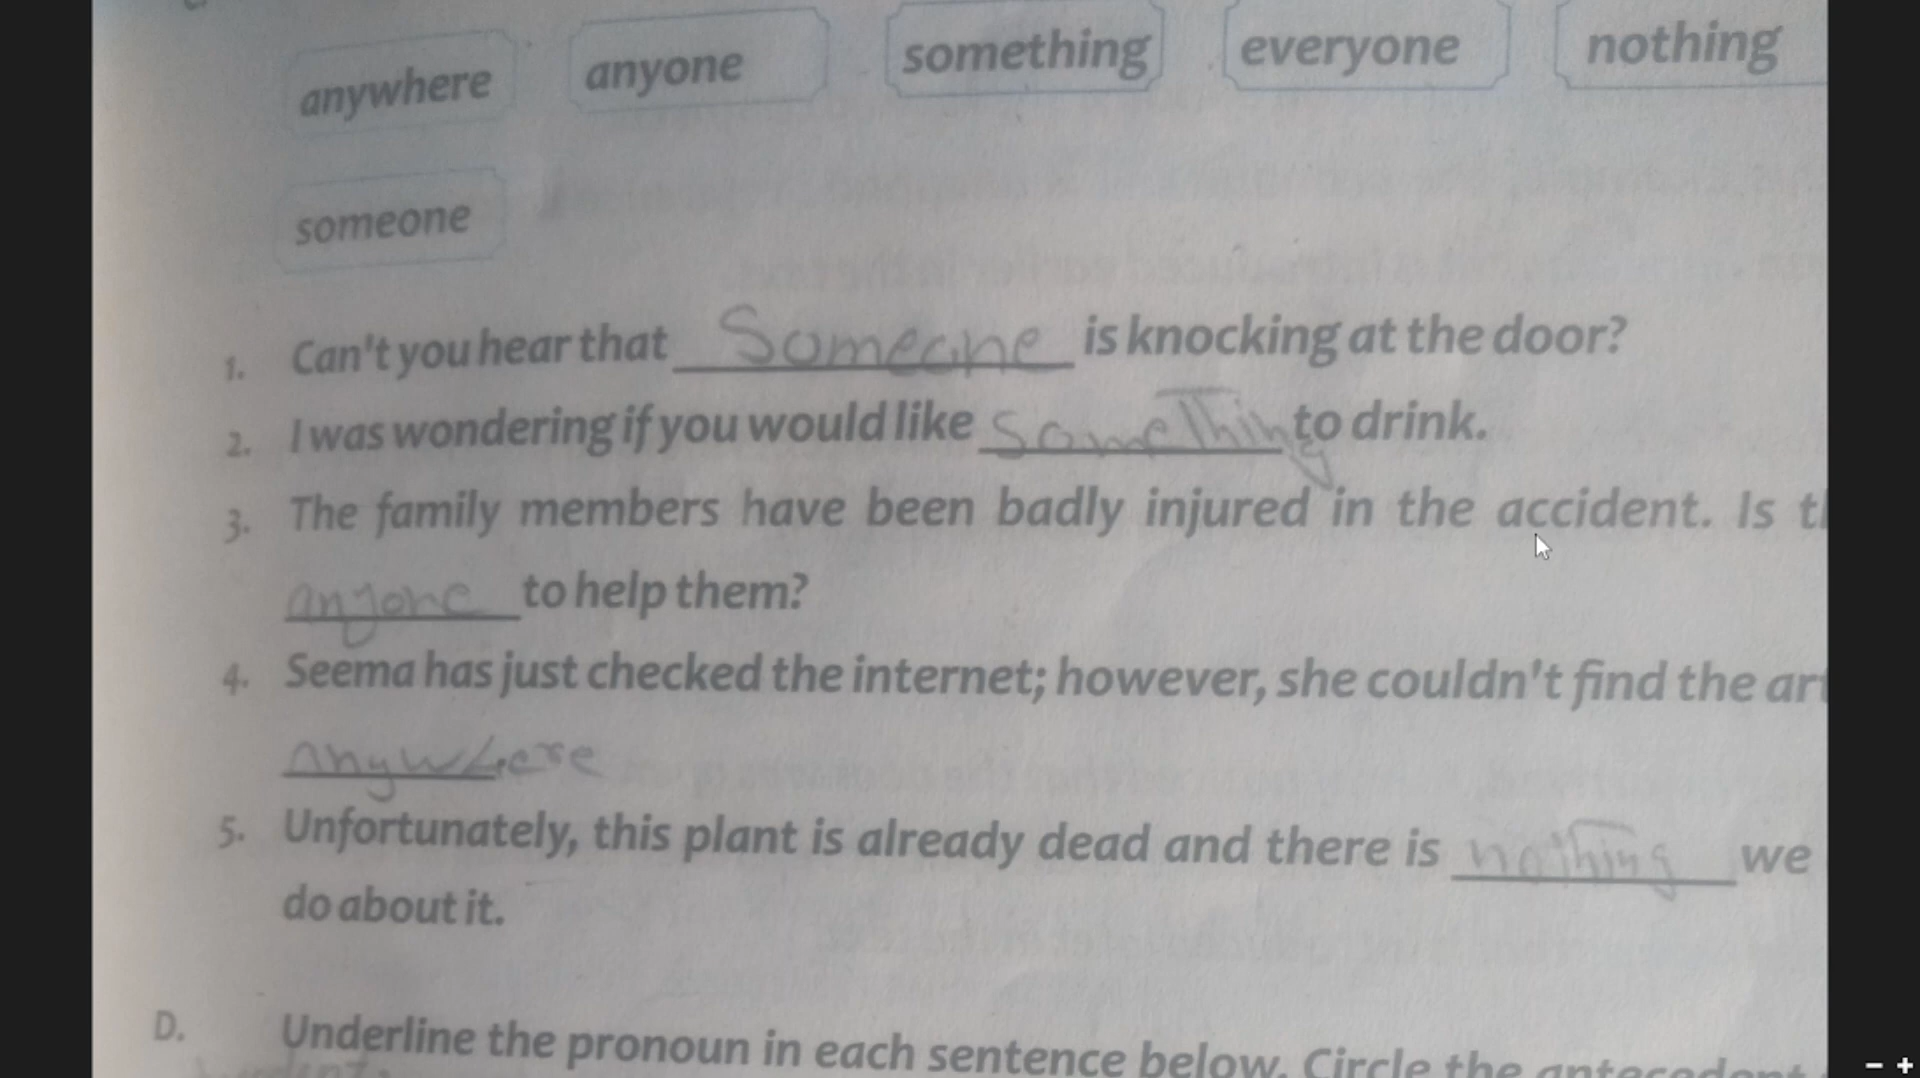 anywhere anyone something everyone nothing
someone
1. Can't you hear that Someone is knocking at the door?
2. I was wondering if you would like something to drink.
3. The family members have been badly injured in the accident. Is
anyone to help them?
4. Seema has just checked the internet; however, she couldn't find the
anywhere
5. Unfortunately, this plant is already dead and there is nothing we
do about it.
D. Underline the pronoun in each sentence below. Circle the antecedent